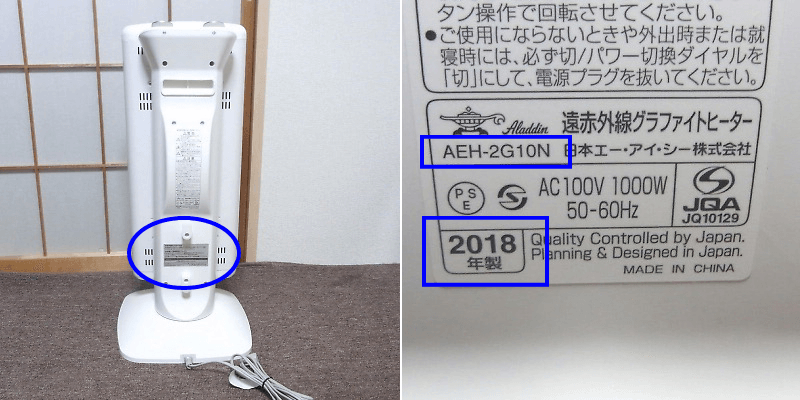 タン操作で回転させてください。
●ご使用にならないときや外出時または就
寝時には、必ず切/パワー切換ダイヤルを
「切」にして、電源プラグを抜いてください。
Aladdin 遠赤外線グラファイトヒーター
AEH-2G10N 日本エー・アイ・シー株式会社
PS
E
AC100V 1000W
50-60Hz
JQA
JQ10129
2018
年製
Quality Controlled by Japan.
Planning & Designed in Japan.
MADE IN CHINA